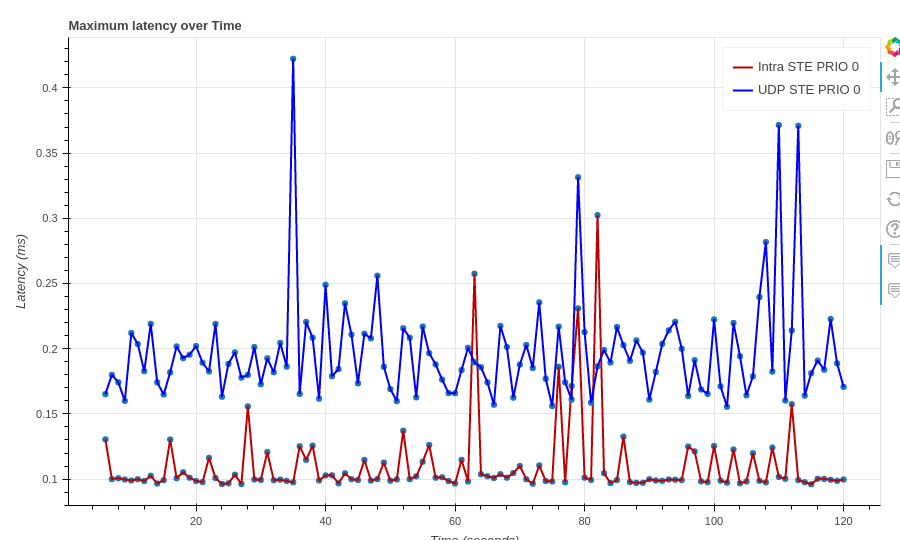 Maximum latency over Time
Intra STE PRIO 0
UDP STE PRIO 0
0.4
0.35
0.3
0.25
0.2
0.15
0.1
Latency (ms)
20 40 60 80 100 120
Time (seconds)